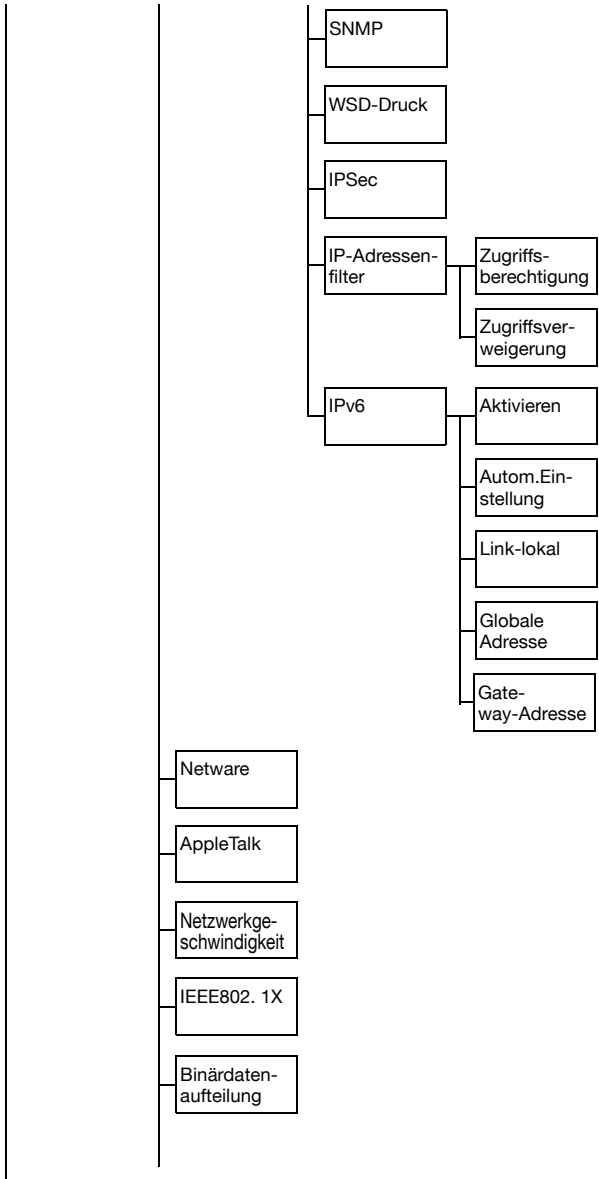 SNMP
WSD-Druck
IPSec
IP-Adressen-
filter
Zugriffs-
berechtigung
Zugriffsver-
weigerung
IPv6
Aktivieren
Autom.Ein-
stellung
Link-lokal
Globale
Adresse
Gate-
way-Adresse
Netware
AppleTalk
Netzwerkge-
schwindigkeit
IEEE802. 1X
Binärdaten-
aufteilung